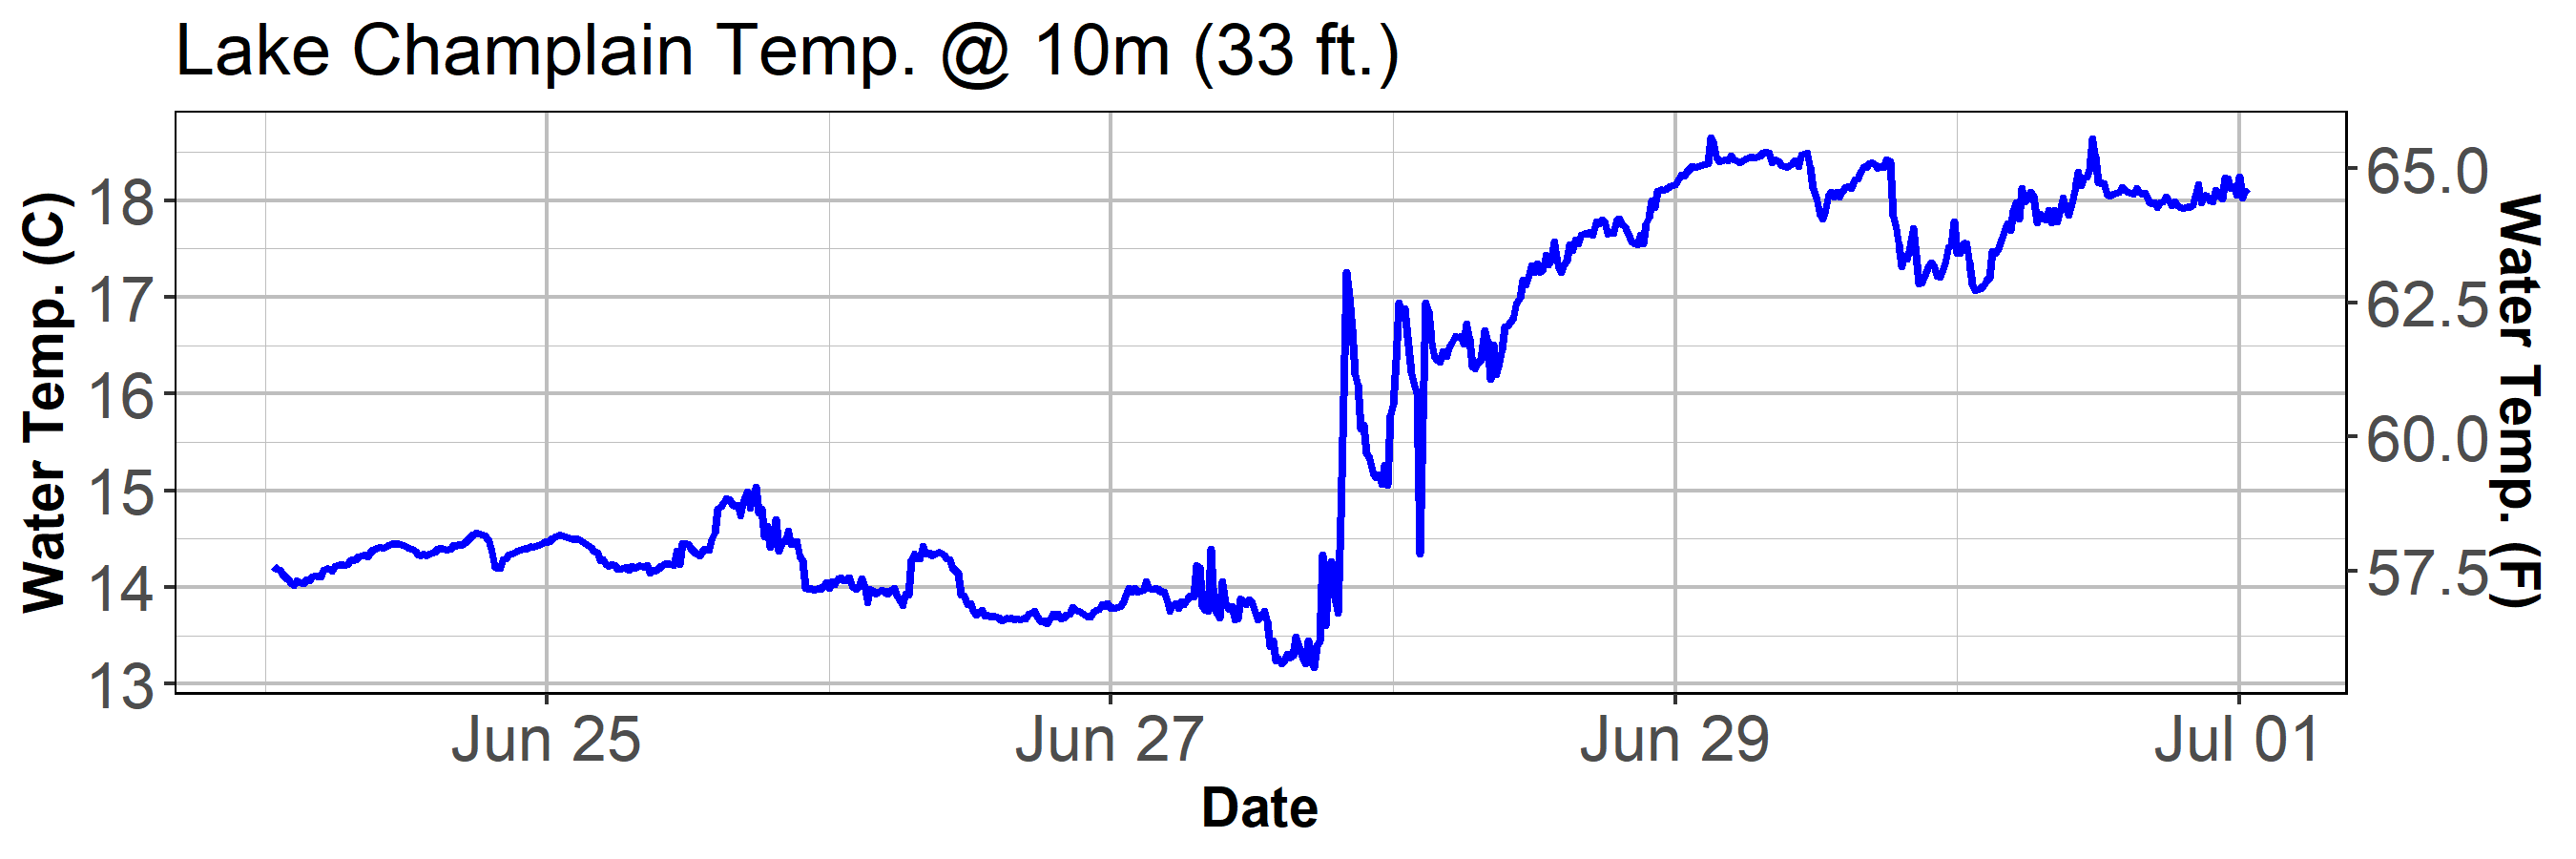 Lake Champlain Temp. @ 10m (33 ft.)
Water Temp. (C)
18
17
16
15
14
13
65.0
62.5
60.0
57.5
Water Temp. (F)
Jun 25
Jun 27
Jun 29
Jul 01
Date